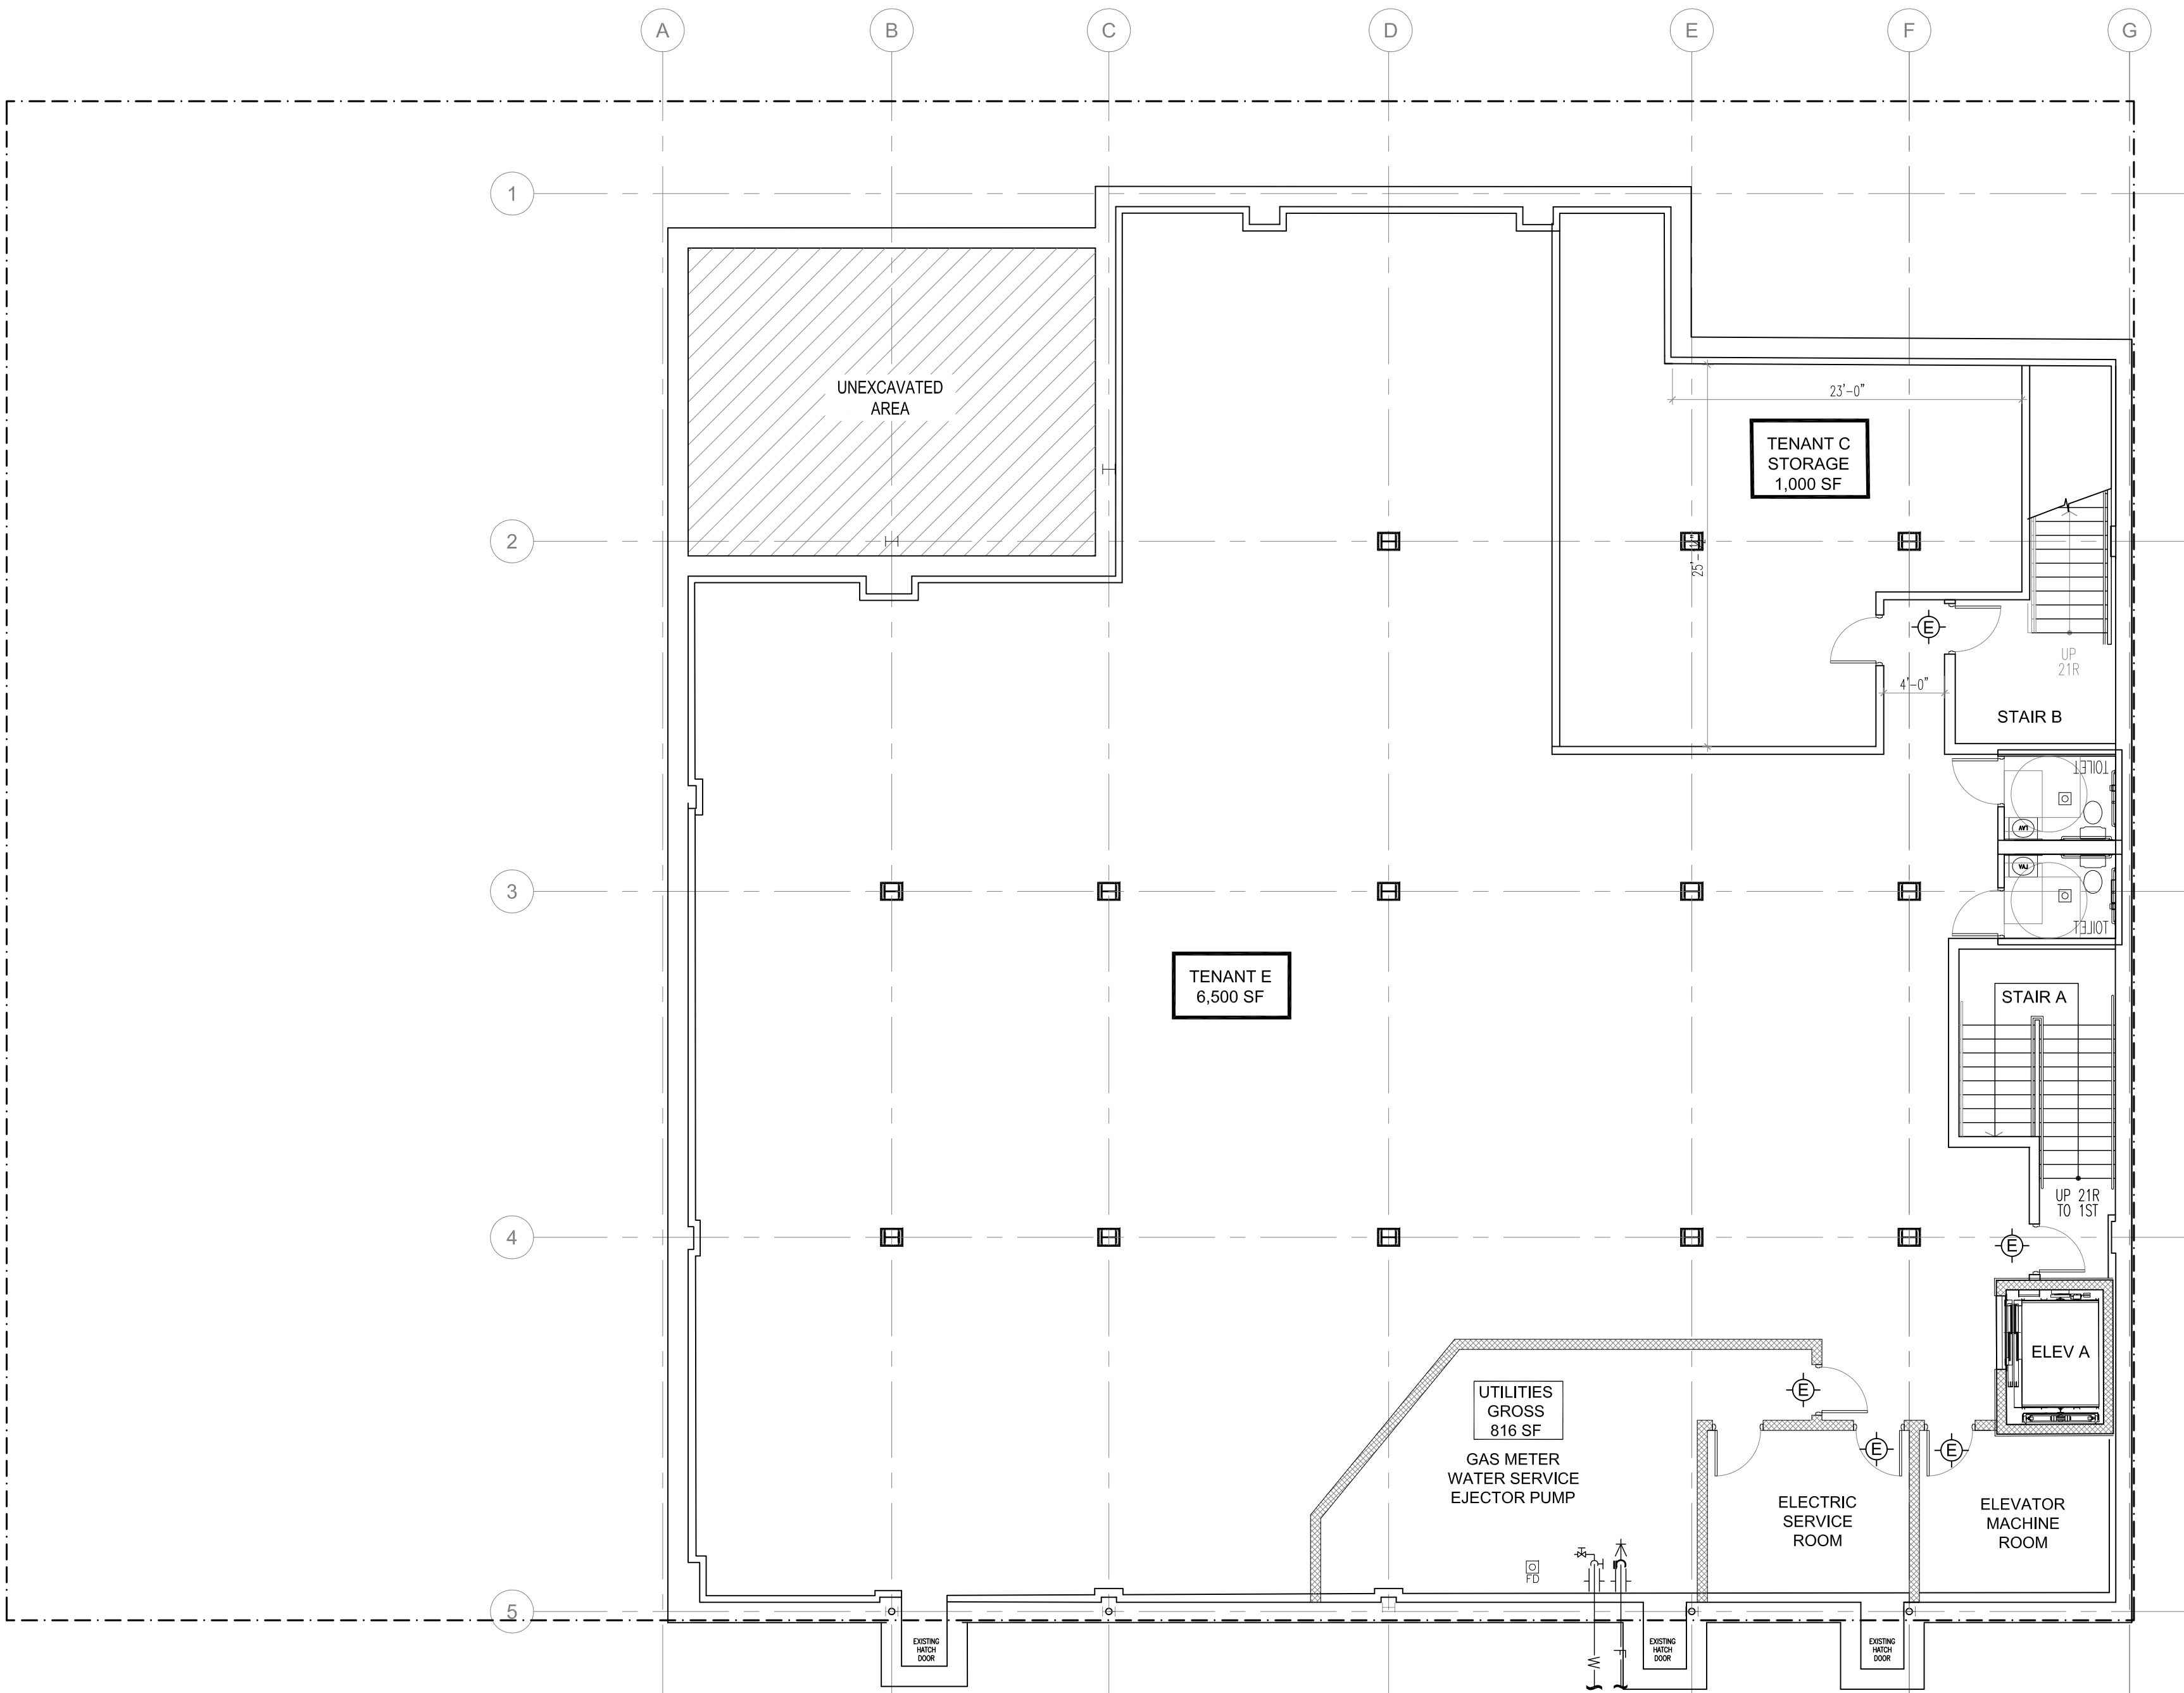 A
B
C
D
E
F
G
1
UNEXCAVATED
AREA
23'-0"
TENANT C
STORAGE
1,000 SF
2
E
UP
21R
4'-0"
STAIR B
TOILET
LAV
3
LAV
TOILET
TENANT E
6,500 SF
STAIR A
UP 21R
TO 1ST
4
E
ELEV A
UTILITIES
GROSS
816 SF
E
GAS METER
WATER SERVICE
EJECTOR PUMP
E
E
ELECTRIC
SERVICE
ROOM
ELEVATOR
MACHINE
ROOM
FD
5
EXISTING
HATCH
DOOR
W
EXISTING
HATCH
DOOR
EXISTING
HATCH
DOOR